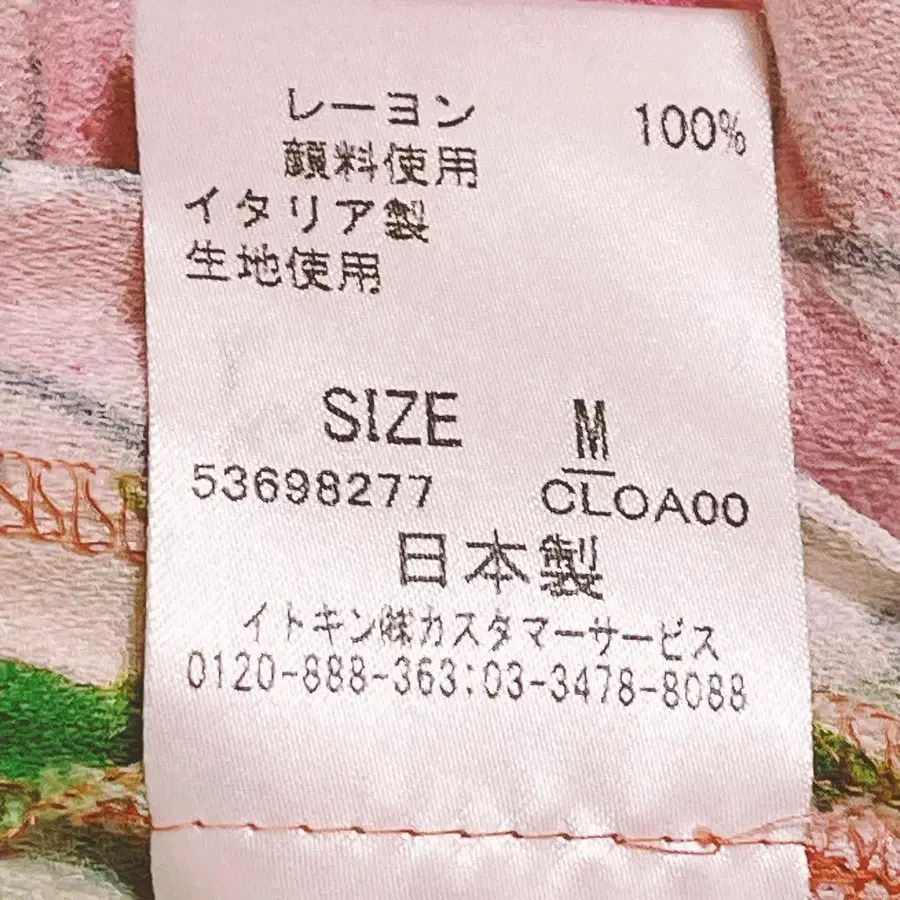 レーヨン 100%
顔料使用
イタリア製
生地使用
SIZE M
53698277 CLOA00
日本製
イトキン㈱カスタマーサービス
0120-888-363:03-3478-8088